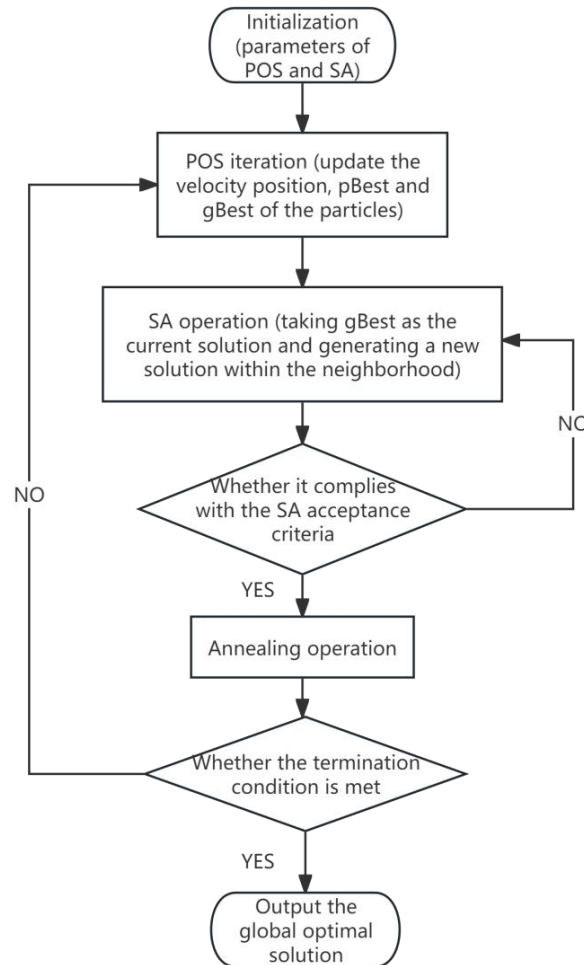 Initialization
(parameters of
POS and SA)
POS iteration (update the
velocity position, pBest and
gBest of the particles)
SA operation (taking gBest as the
current solution and generating a new
solution within the neighborhood)
NO
Whether it complies
with the SA acceptance
criteria
NO
YES
Annealing operation
Whether the termination
condition is met
YES
Output the
global optimal
solution